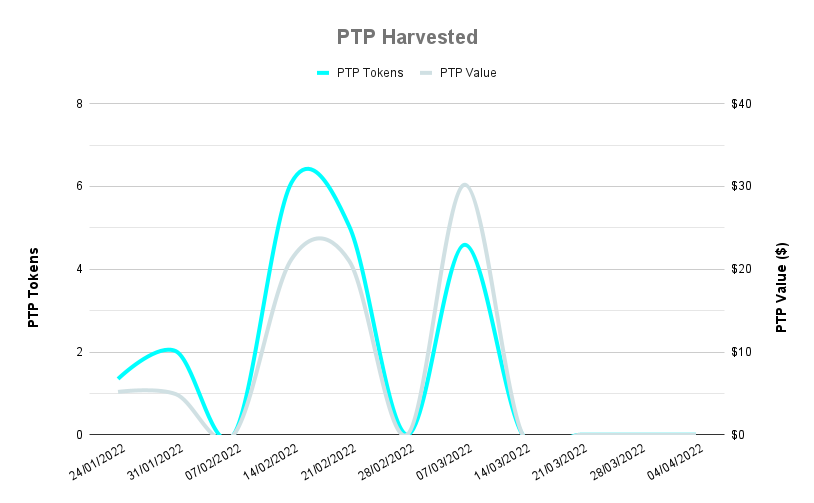 PTP Harvested
PTP Tokens PTP Value
8 $40
6 $30
4 $20
2 $10
0 $0
PTP Tokens
PTP Value ($)
24/01/2022 31/01/2022 07/02/2022 14/02/2022 21/02/2022 28/02/2022 07/03/2022 14/03/2022 21/03/2022 28/03/2022 04/04/2022